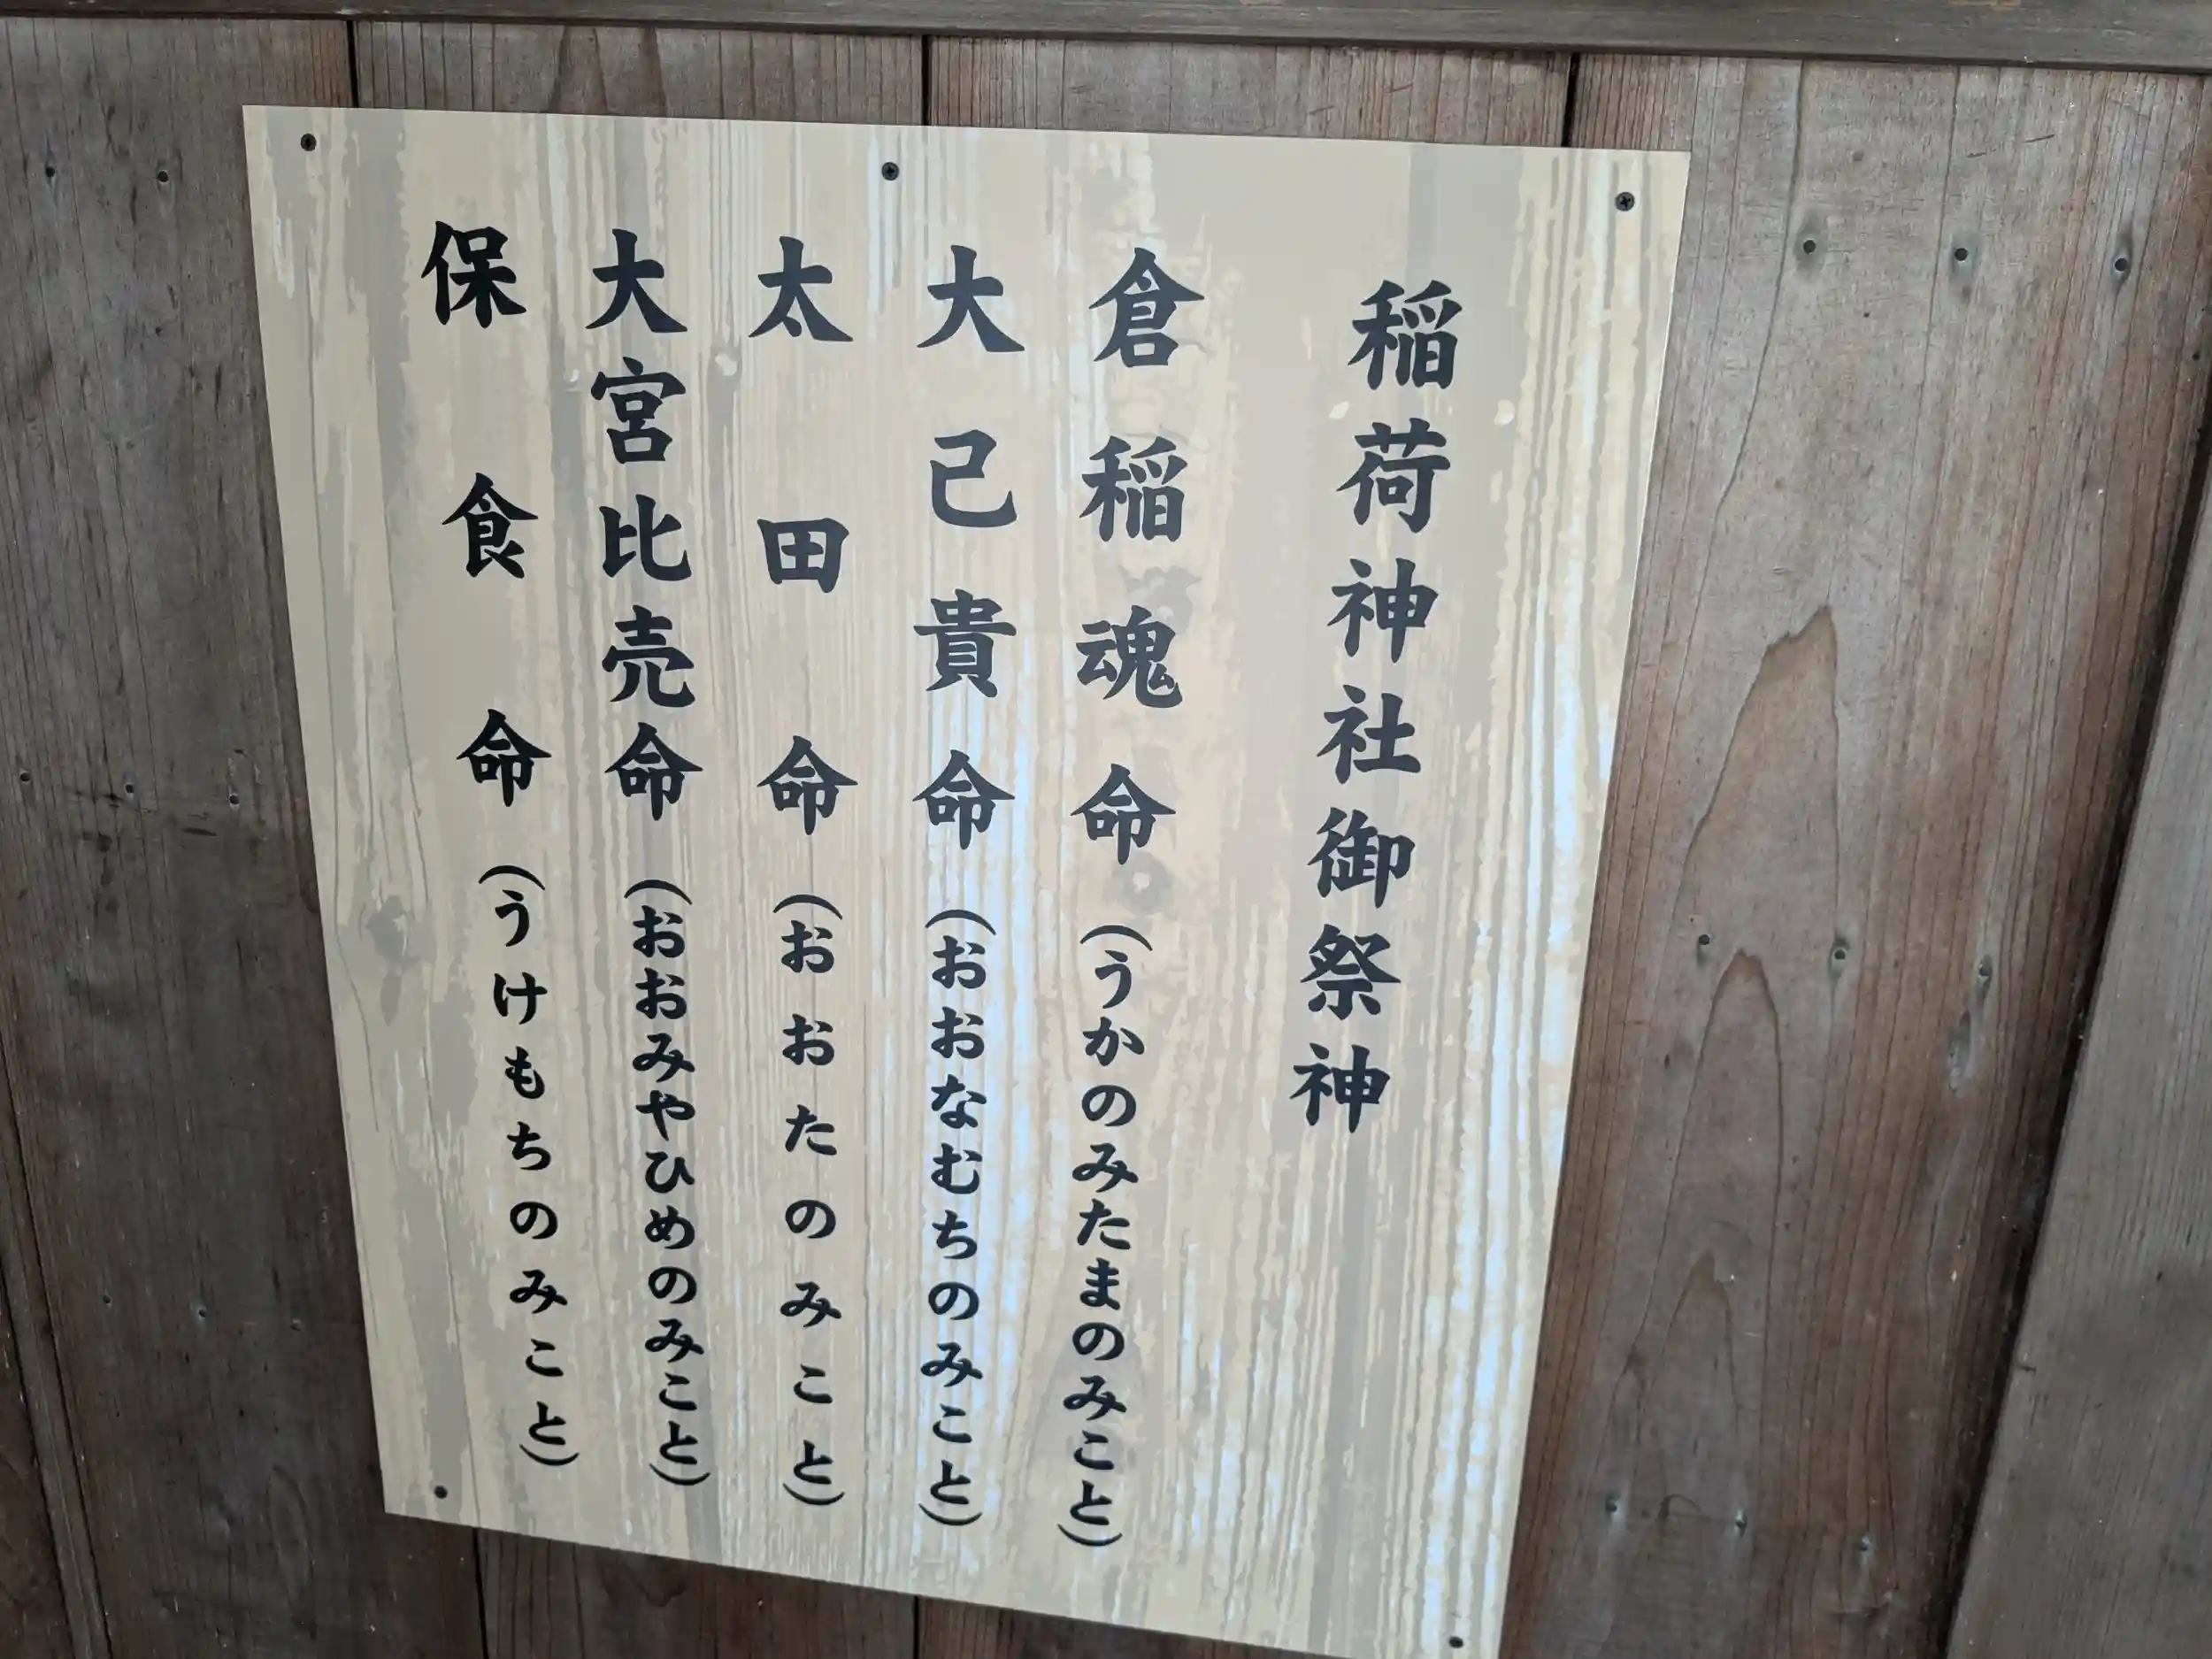 稲荷神社御祭神
倉稲魂命(うかのみたまのみこと)
大己貴命(おおなむちのみこと)
太田命(おおたのみこと)
大宮比売命(おおみやひめのみこと)
保食命(うけもちのみこと)